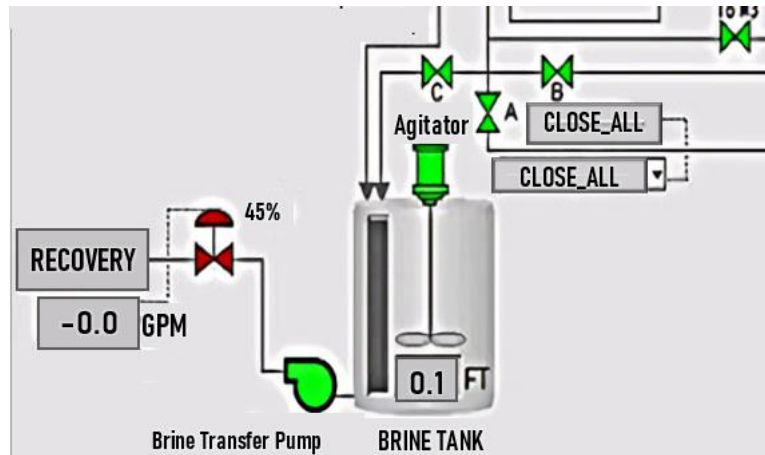 C
B
A
Agitator
CLOSE_ALL
CLOSE_ALL
45%
RECOVERY
-0.0 GPM
0.1 FT
Brine Transfer Pump
BRINE TANK